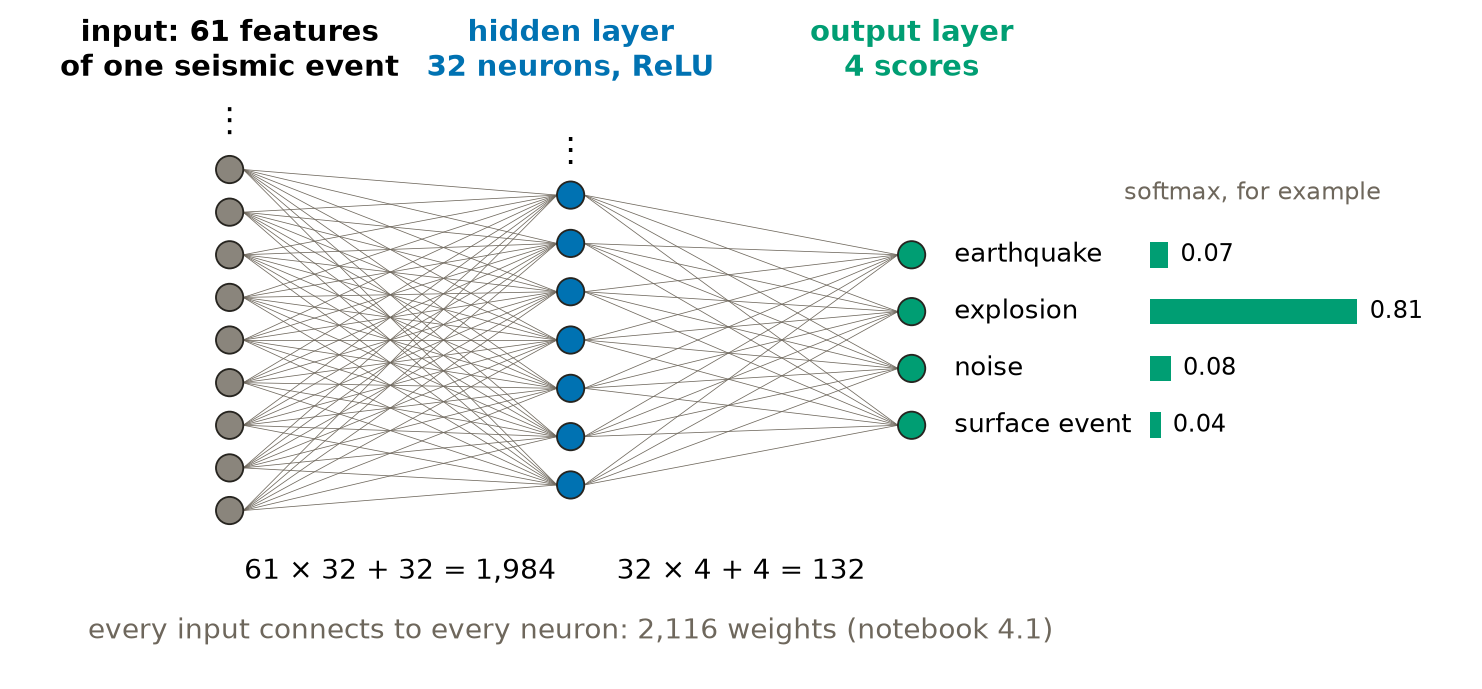 input: 61 features
of one seismic event
hidden layer
32 neurons, ReLU
output layer
4 scores
⋮
⋮
softmax, for example
earthquake 0.07
explosion 0.81
noise 0.08
surface event 0.04
61 × 32 + 32 = 1,984
32 × 4 + 4 = 132
every input connects to every neuron: 2,116 weights (notebook 4.1)